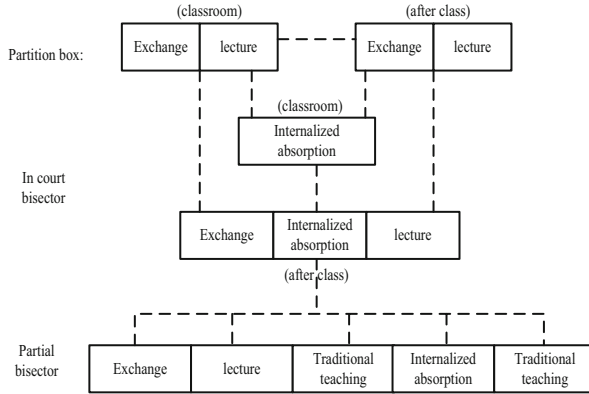 (classroom)
(after class)
Partition box:
Exchange
lecture
Exchange
lecture
(classroom)
Internalized
absorption
In court
bisector
Exchange
Internalized
absorption
lecture
(after class)
Partial
bisector
Exchange
lecture
Traditional
teaching
Internalized
absorption
Traditional
teaching